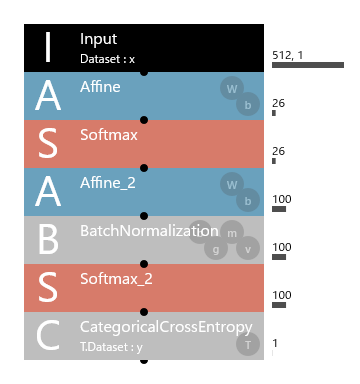 I Input
Dataset : x
512, 1
A Affine
W
b
26
S Softmax
26
A Affine_2
W
b
100
B BatchNormalization
m
g v
100
S Softmax_2
100
C CategoricalCrossEntropy
T.Dataset : y
T
1